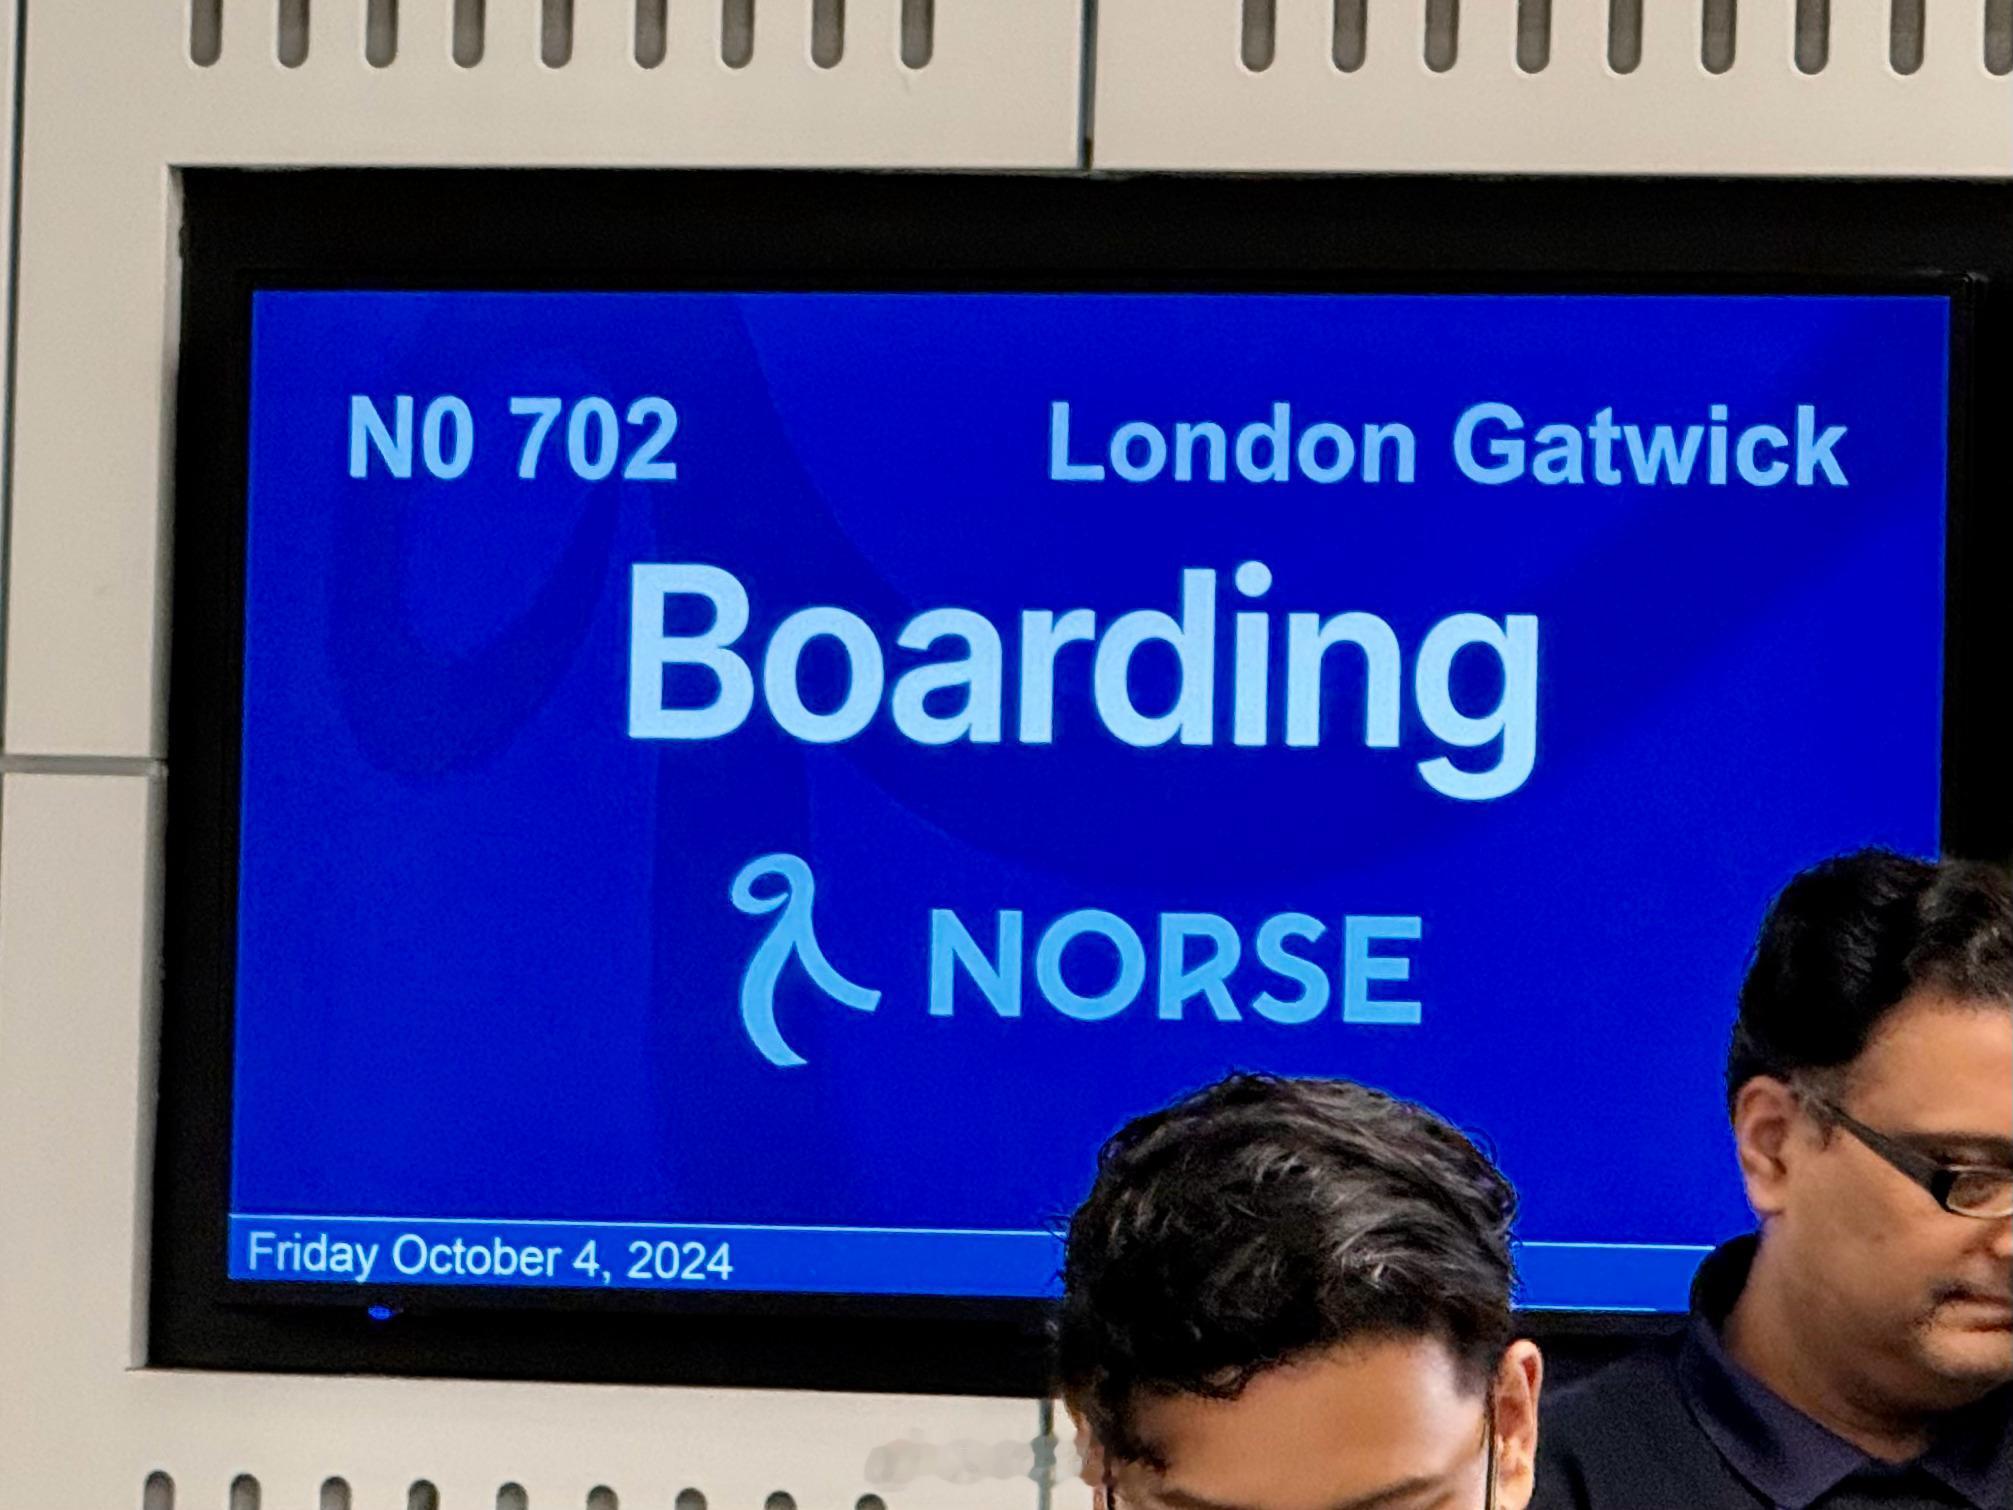 N0 702 London Gatwick
Boarding
NORSE
Friday October 4, 2024